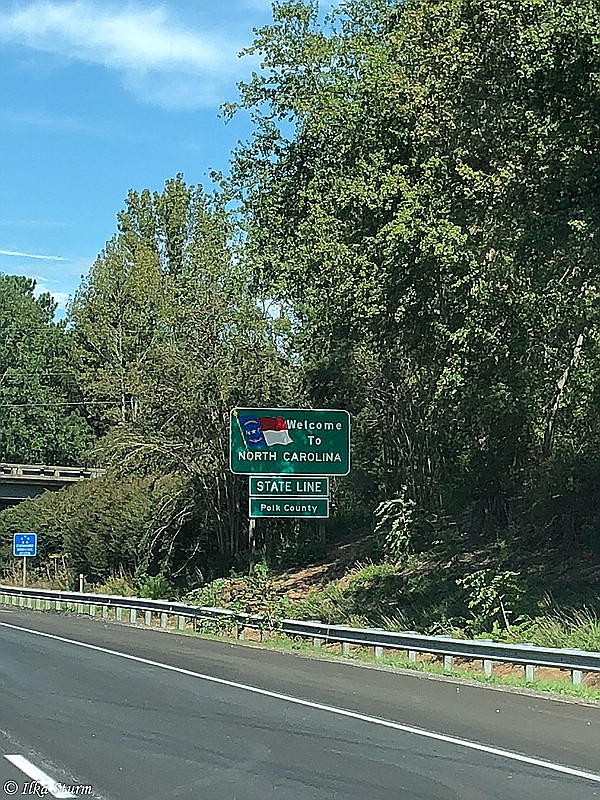 Welcome
To
NORTH CAROLINA
STATE LINE
Polk County
© Ilka Sturm